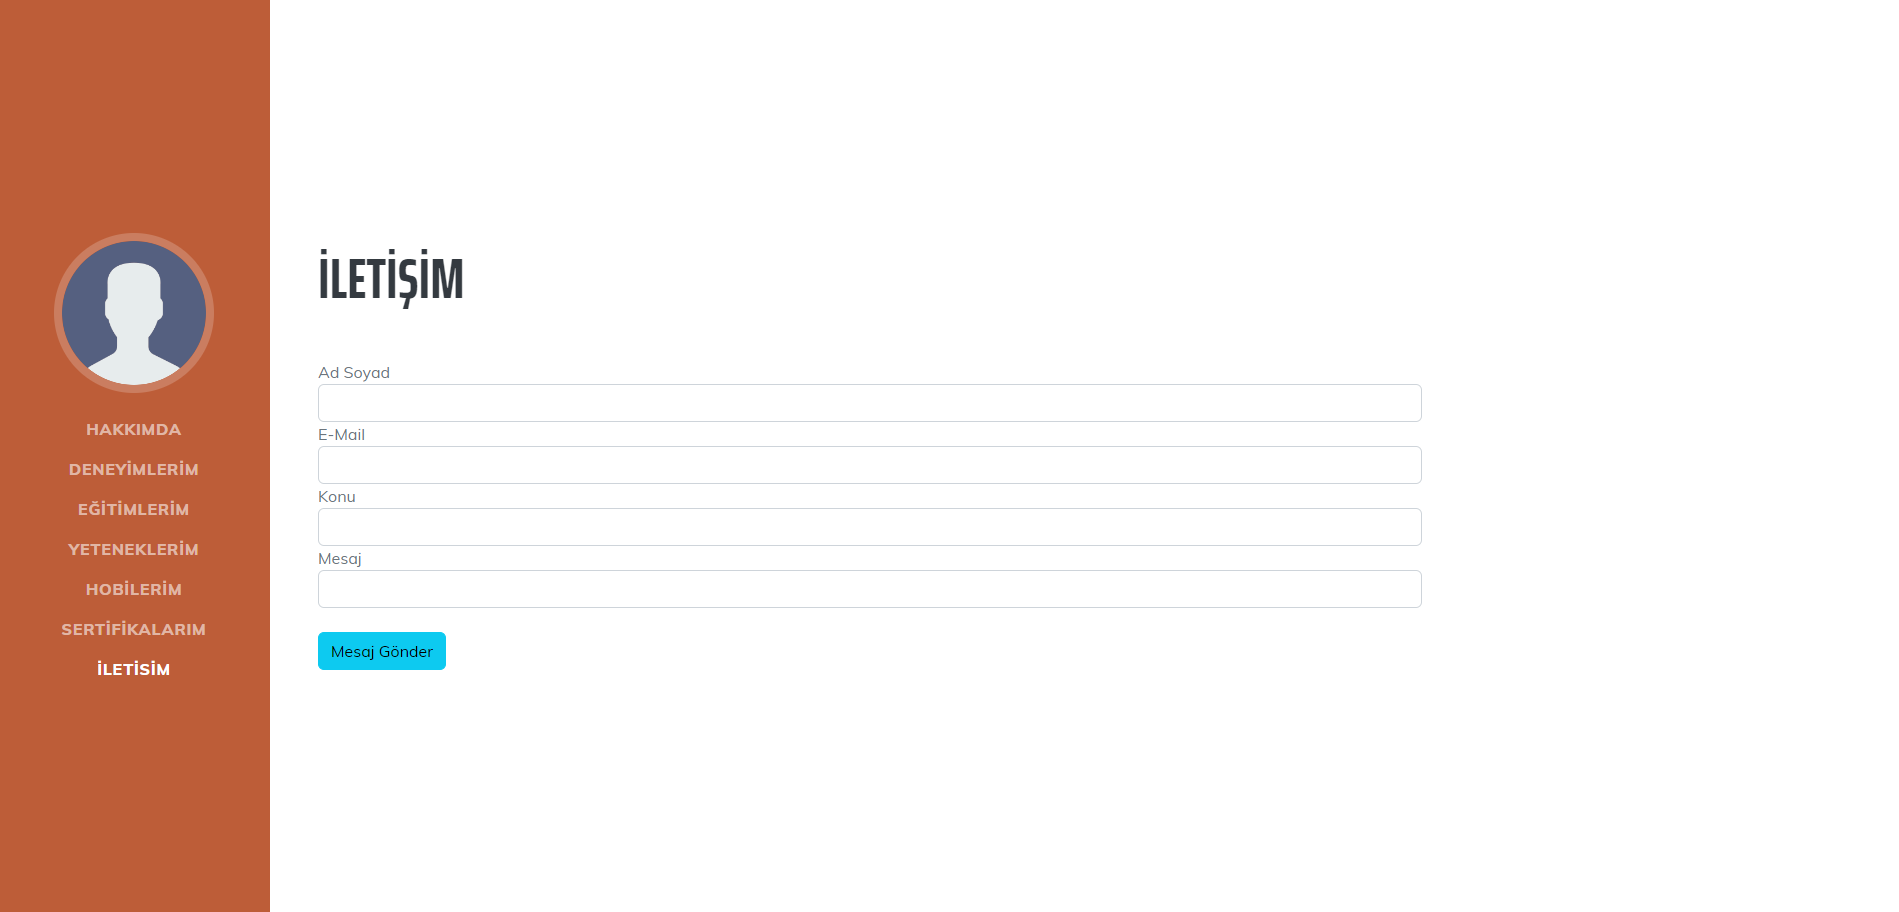 HAKKIMDA
DENEYİMLERİM
EĞİTİMLERİM
YETENEKLERİM
HOBİLERİM
SERTİFİKALARIM
İLETİSİM
İLETİŞİM
Ad Soyad
E-Mail
Konu
Mesaj
Mesaj Gönder